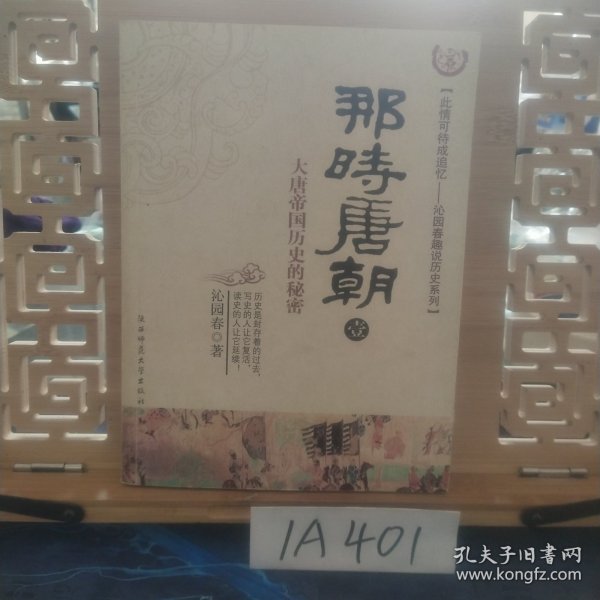 【此情可待成追忆——沁园春趣说历史系列】
那時唐朝
壹
大唐帝国历史的秘密
历史是封存着的过去，
写史的人让它复活，
读史的人让它延续！
沁园春◎著
陕西师范大学出版社
1A401
孔夫子旧书网
www.kongfz.com